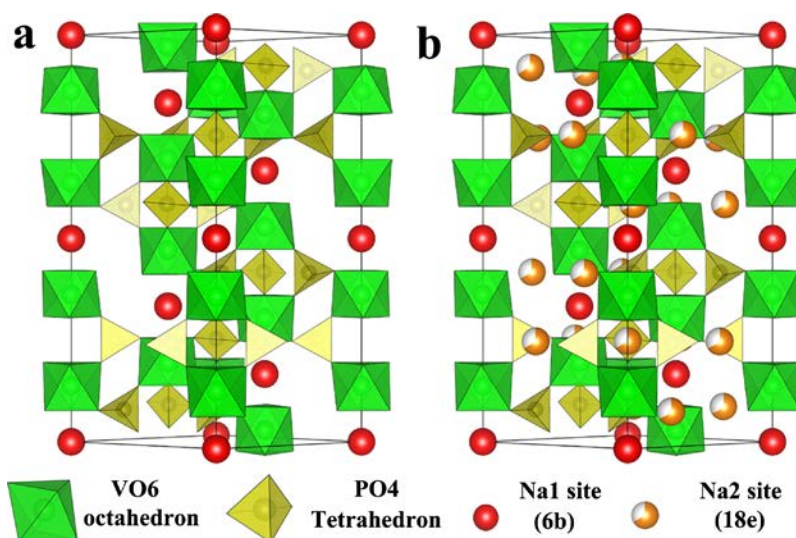 a
b
VO6
octahedron
PO4
Tetrahedron
Na1 site
(6b)
Na2 site
(18e)